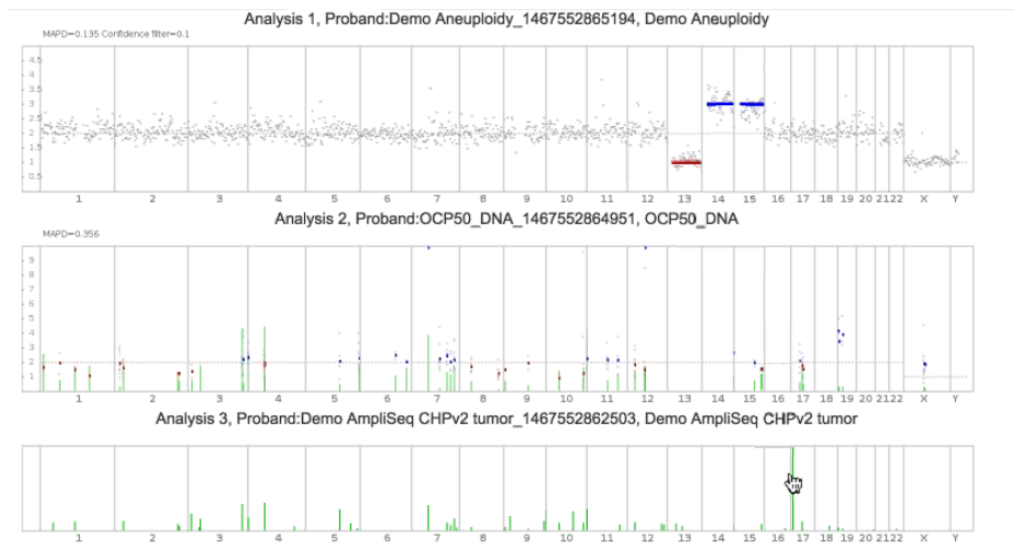 Analysis 1, Proband:Demo Aneuploidy_1467552865194, Demo Aneuploidy
MAPD=0.135 Confidence filter=0.1
4.5
4
3.5
3
2.5
2
1.5
1
0.5
1 2 3 4 5 6 7 8 9 10 11 12 13 14 15 16 17 18 19 20 21 22 X Y
Analysis 2, Proband:OCP50_DNA_1467552864951, OCP50_DNA
MAPD=0.356
9
8
7
6
5
4
3
2
1
1 2 3 4 5 6 7 8 9 10 11 12 13 14 15 16 17 18 19 20 21 22 X Y
Analysis 3, Proband:Demo AmpliSeq CHPv2 tumor_1467552862503, Demo AmpliSeq CHPv2 tumor
1 2 3 4 5 6 7 8 9 10 11 12 13 14 15 16 17 18 19 20 21 22 X Y